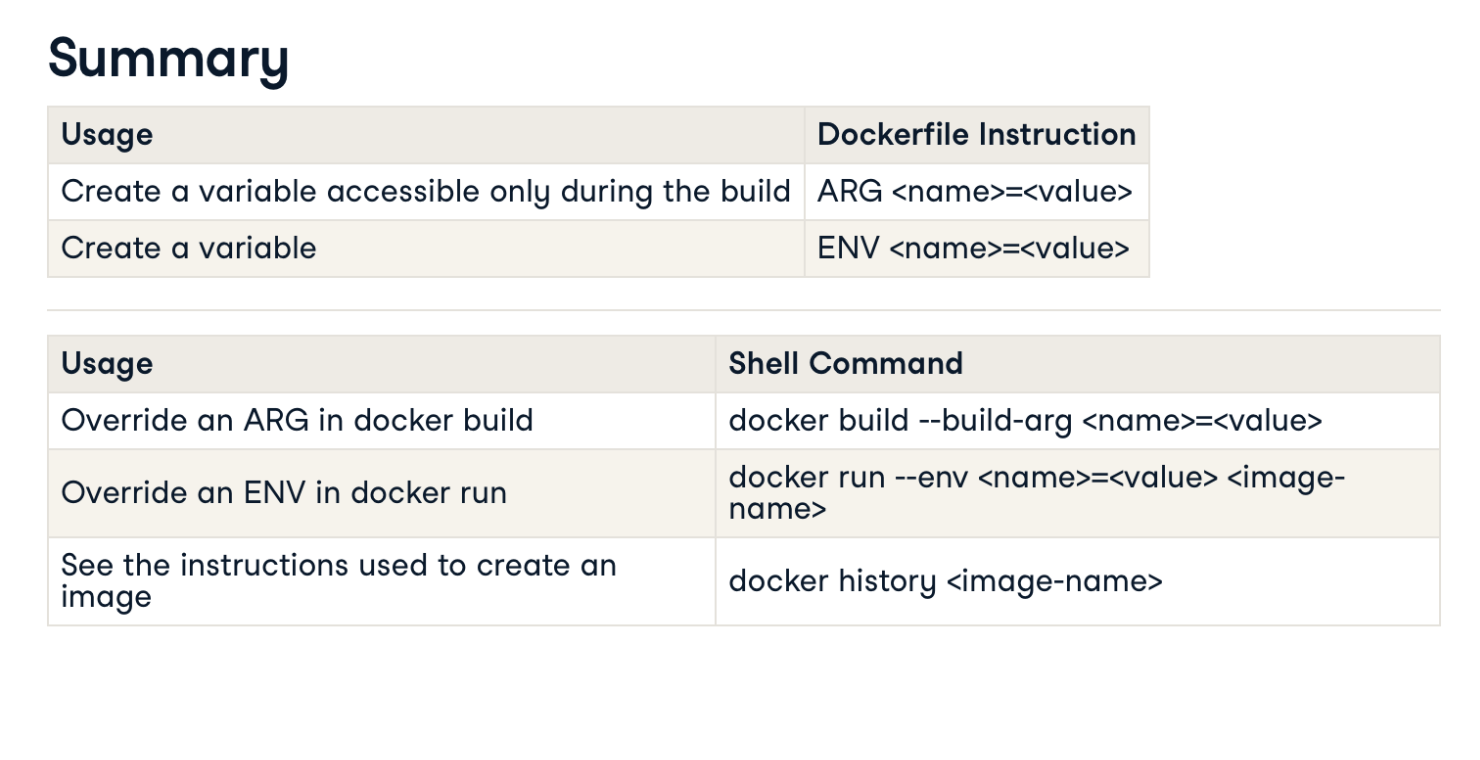 Summary
Usage Dockerfile Instruction
Create a variable accessible only during the build ARG <name>=<value>
Create a variable ENV <name>=<value>
Usage Shell Command
Override an ARG in docker build docker build --build-arg <name>=<value>
Override an ENV in docker run docker run --env <name>=<value> <image-
name>
See the instructions used to create an
image docker history <image-name>